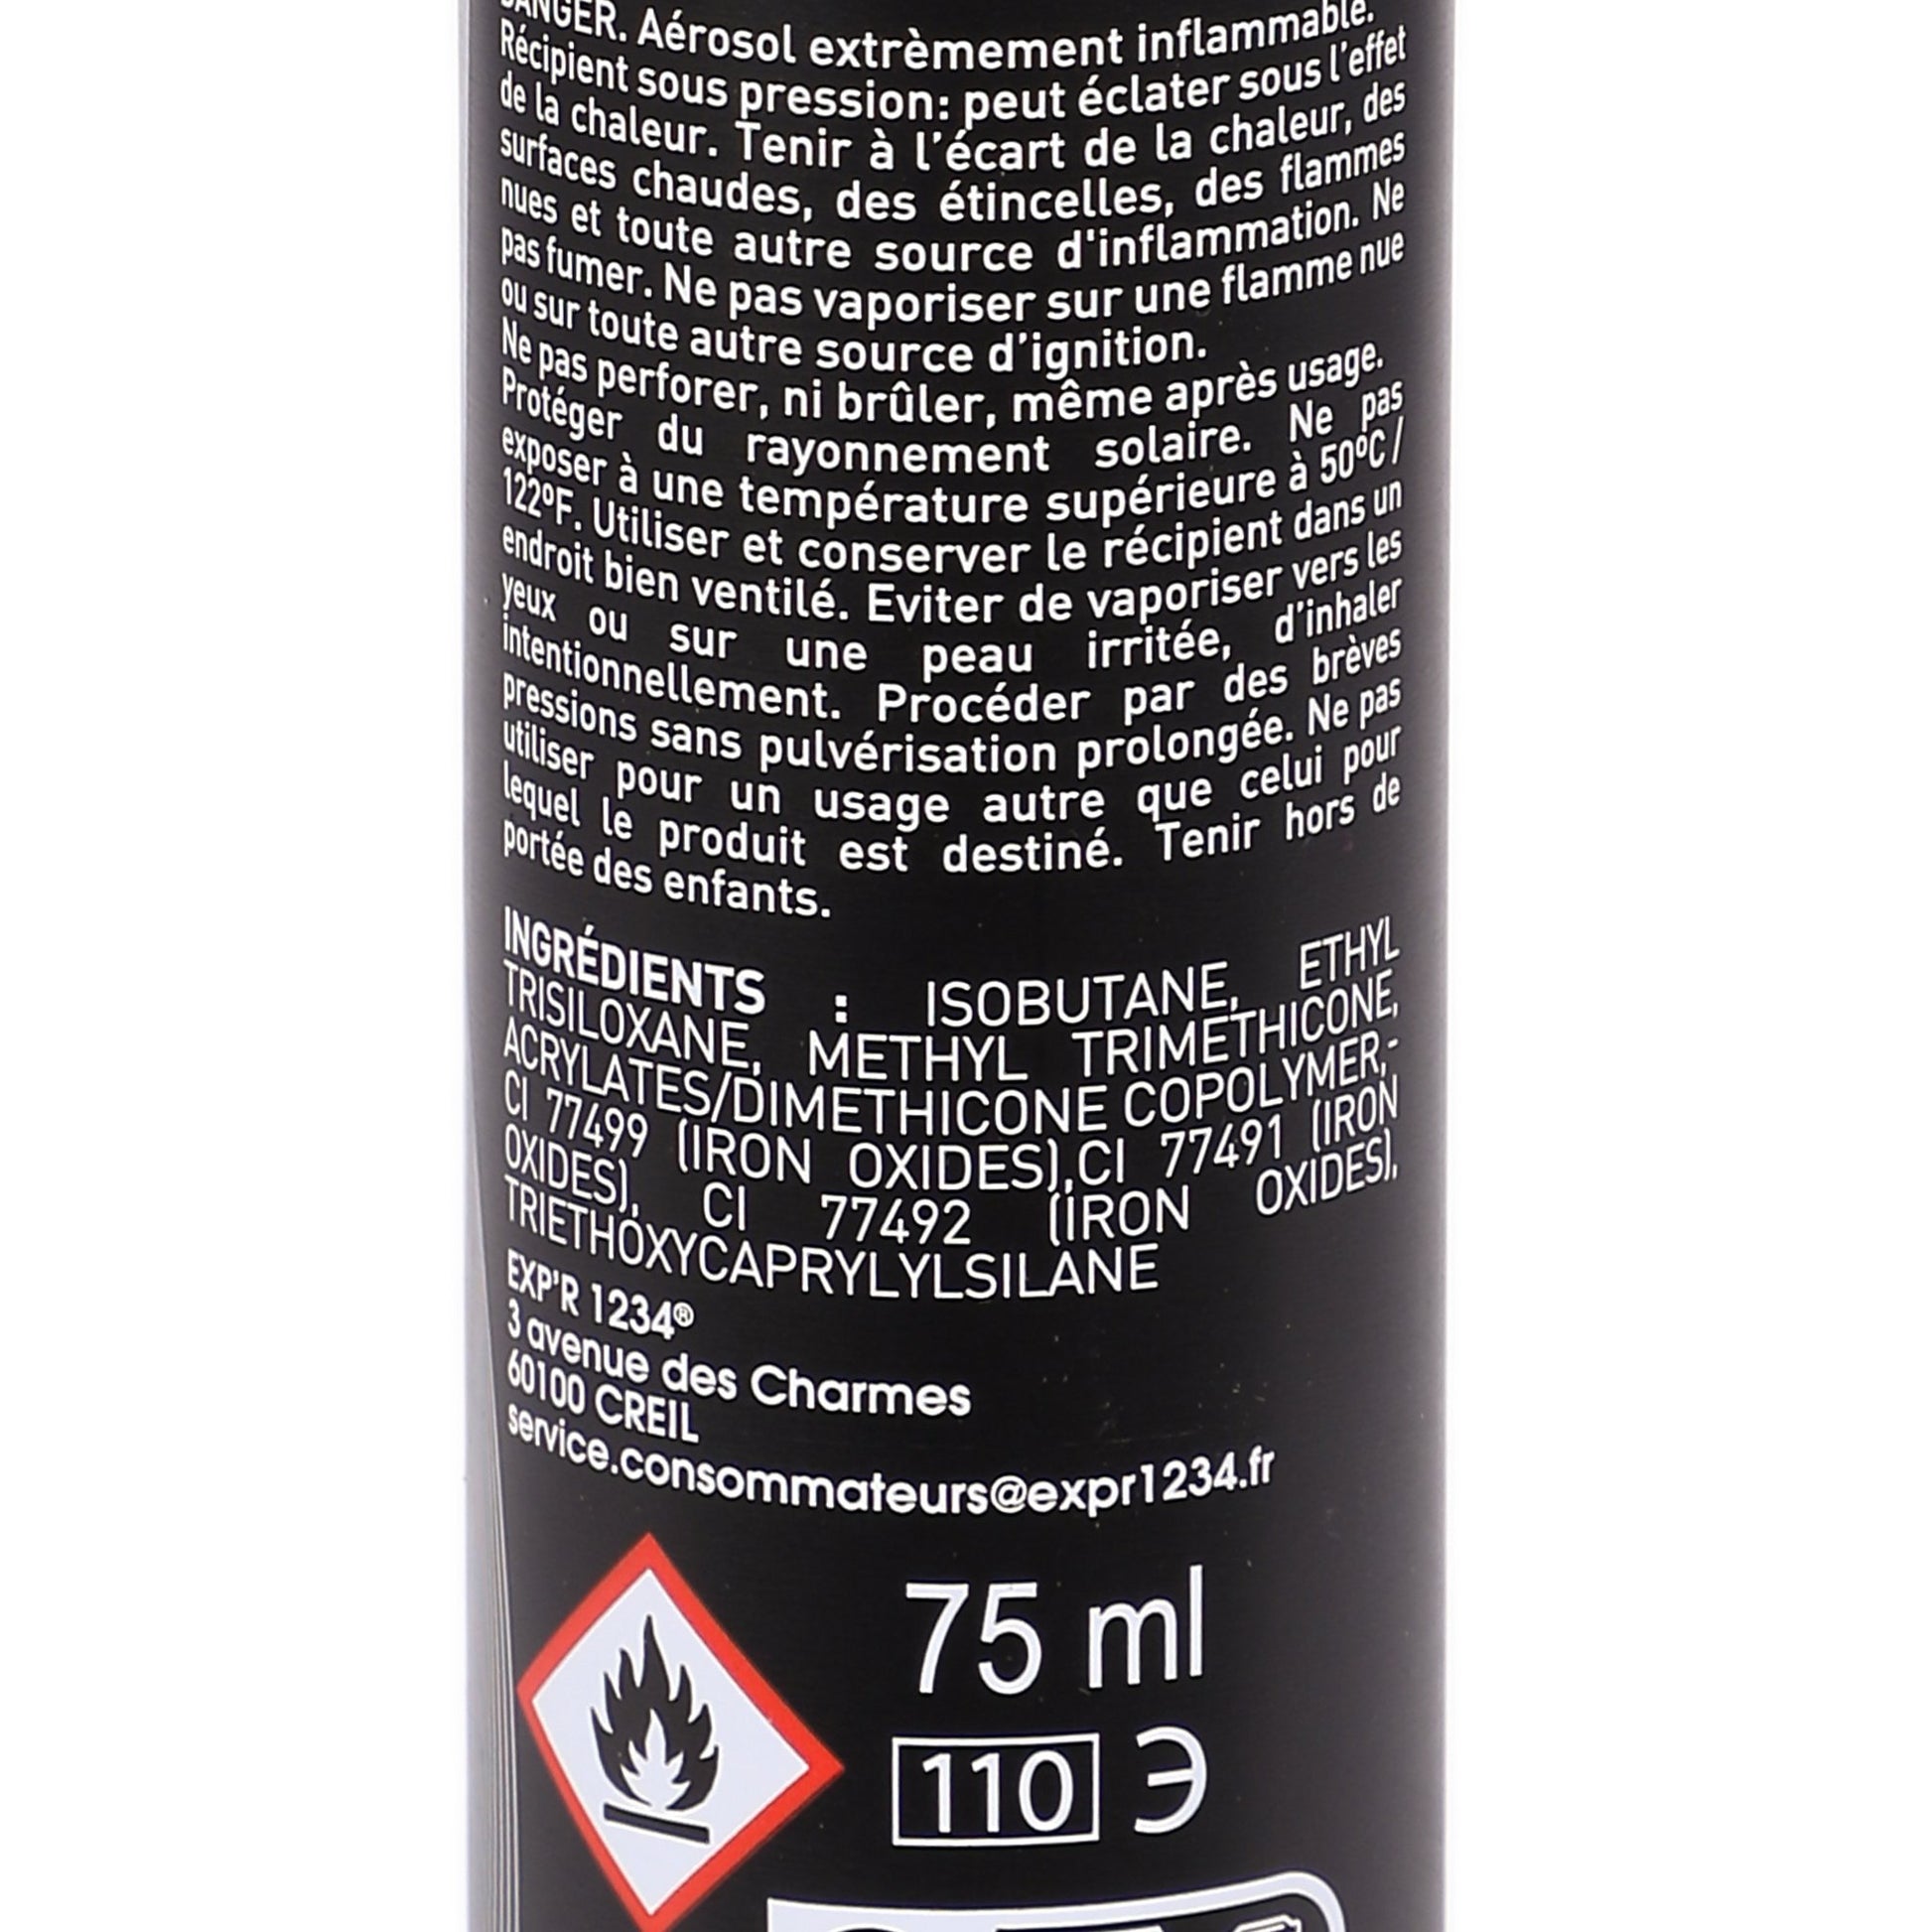 DANGER. Aérosol extrèmement inflammable.
Récipient sous pression: peut éclater sous l'effet
de la chaleur. Tenir à l'écart de la chaleur, des
surfaces chaudes, des étincelles, des flammes
nues et toute autre source d'inflammation. Ne
pas fumer. Ne pas vaporiser sur une flamme nue
ou sur toute autre source d'ignition.
Ne pas perforer, ni brûler, même après usage.
Protéger du rayonnement solaire. Ne pas
exposer à une température supérieure à 50ºC /
122ºF. Utiliser et conserver le récipient dans un
endroit bien ventilé. Eviter de vaporiser vers les
yeux ou sur une peau irritée, d'inhaler
intentionnellement. Procéder par des brèves
pressions sans pulvérisation prolongée. Ne pas
utiliser pour un usage autre que celui pour
lequel le produit est destiné. Tenir hors de
portée des enfants.
INGRÉDIENTS : ISOBUTANE, ETHYL
TRISILOXANE, METHYL TRIMETHICONE,
ACRYLATES/DIMETHICONE COPOLYMER,-
CI 77499 (IRON OXIDES),CI 77491 (IRON
OXIDES), CI 77492 (IRON OXIDES),
TRIETHOXYCAPRYLYLSILANE
EXP'R 1234®
3 avenue des Charmes
60100 CREIL
service.consommateurs@expr1234.fr
75 ml
110 Э